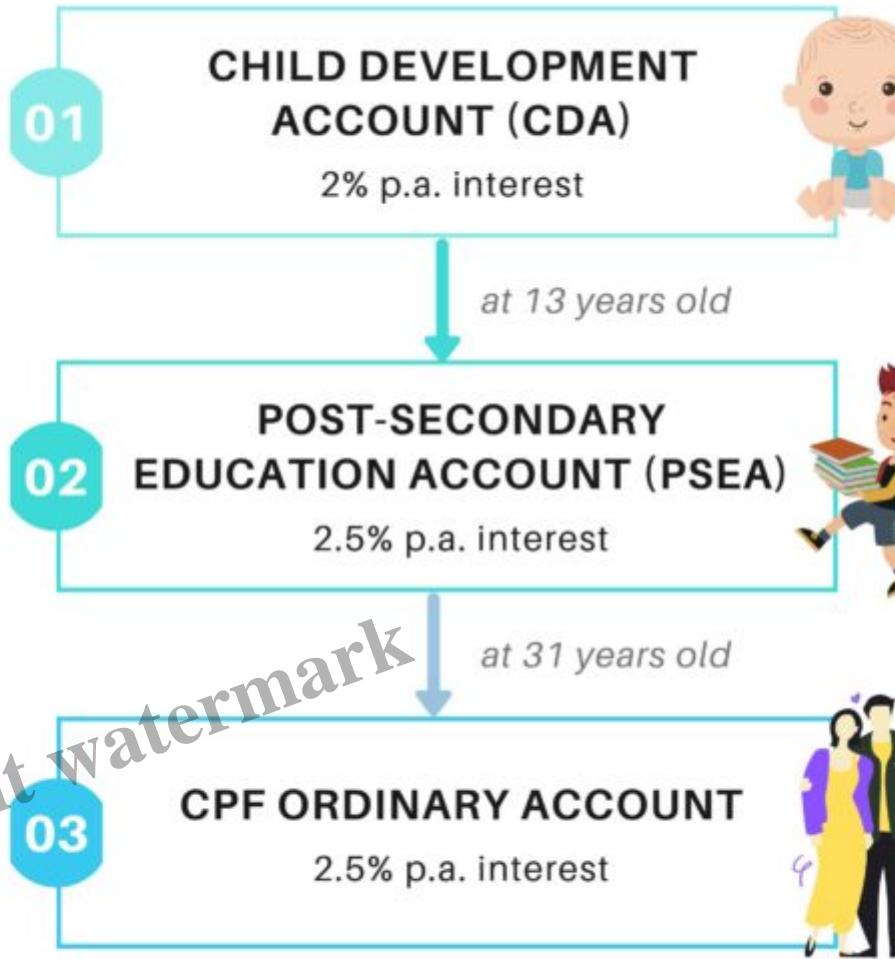 01
CHILD DEVELOPMENT
ACCOUNT (CDA)
2% p.a. interest
at 13 years old
02
POST-SECONDARY
EDUCATION ACCOUNT (PSEA)
2.5% p.a. interest
at 31 years old
watermark
03
CPF ORDINARY ACCOUNT
2.5% p.a. interest